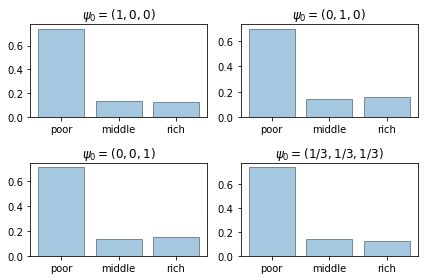 ψ₀ = (1, 0, 0)
0.6
0.4
0.2
0.0
poor middle rich
ψ₀ = (0, 1, 0)
0.6
0.4
0.2
0.0
poor middle rich
ψ₀ = (0, 0, 1)
0.6
0.4
0.2
0.0
poor middle rich
ψ₀ = (1/3, 1/3, 1/3)
0.6
0.4
0.2
0.0
poor middle rich